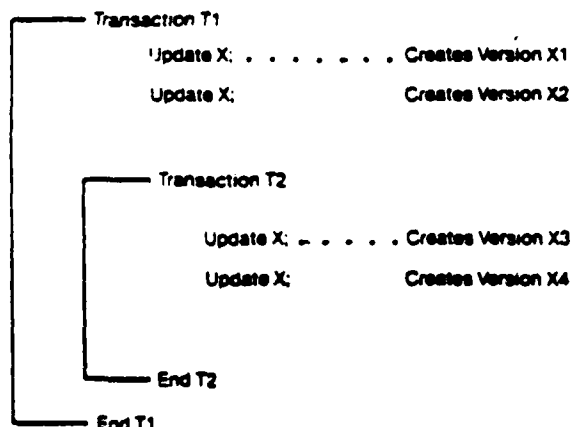 Transaction T1
Update X; . . . . . . Creates Version X1
Update X; Creates Version X2
Transaction T2
Update X; . . . . . Creates Version X3
Update X; Creates Version X4
End T2
End T1